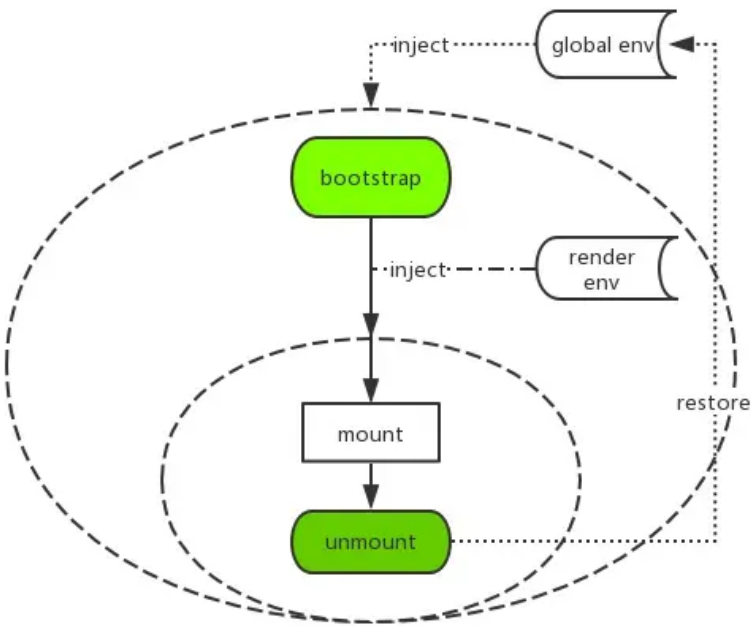 inject
global env
bootstrap
inject
render
env
restore
mount
unmount